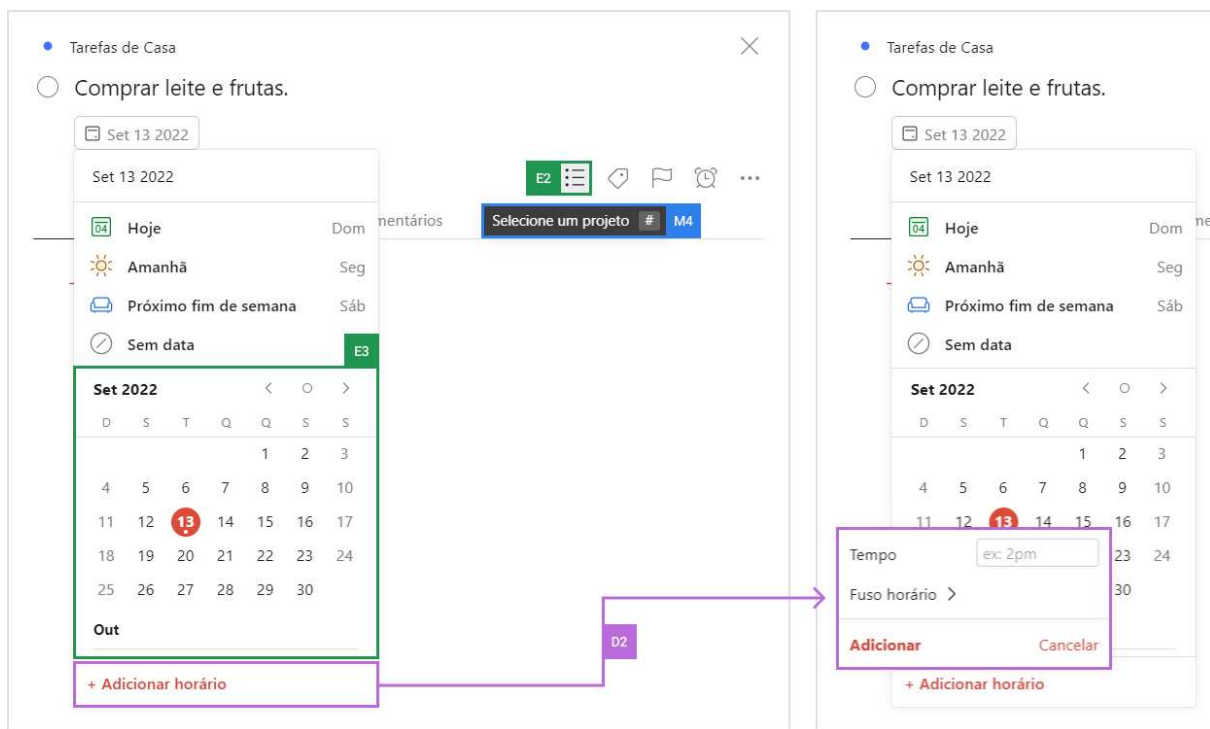 Tarefas de Casa
Comprar leite e frutas.
Set 13 2022
Set 13 2022
E2
mentários
Selecione um projeto #
M4
04 Hoje Dom
Amanhã Seg
Próximo fim de semana Sáb
Sem data
E3
Set 2022
D S T Q Q S S
1 2 3
4 5 6 7 8 9 10
11 12 13 14 15 16 17
18 19 20 21 22 23 24
25 26 27 28 29 30
Out
+ Adicionar horário
D2
Tarefas de Casa
Comprar leite e frutas.
Set 13 2022
Set 13 2022
04 Hoje Dom
me
Amanhã Seg
Próximo fim de semana Sáb
Sem data
Set 2022
D S T Q Q S S
1 2 3
4 5 6 7 8 9 10
11 12 13 14 15 16 17
23 24
30
Tempo ex: 2pm
Fuso horário >
Adicionar Cancelar
+ Adicionar horário